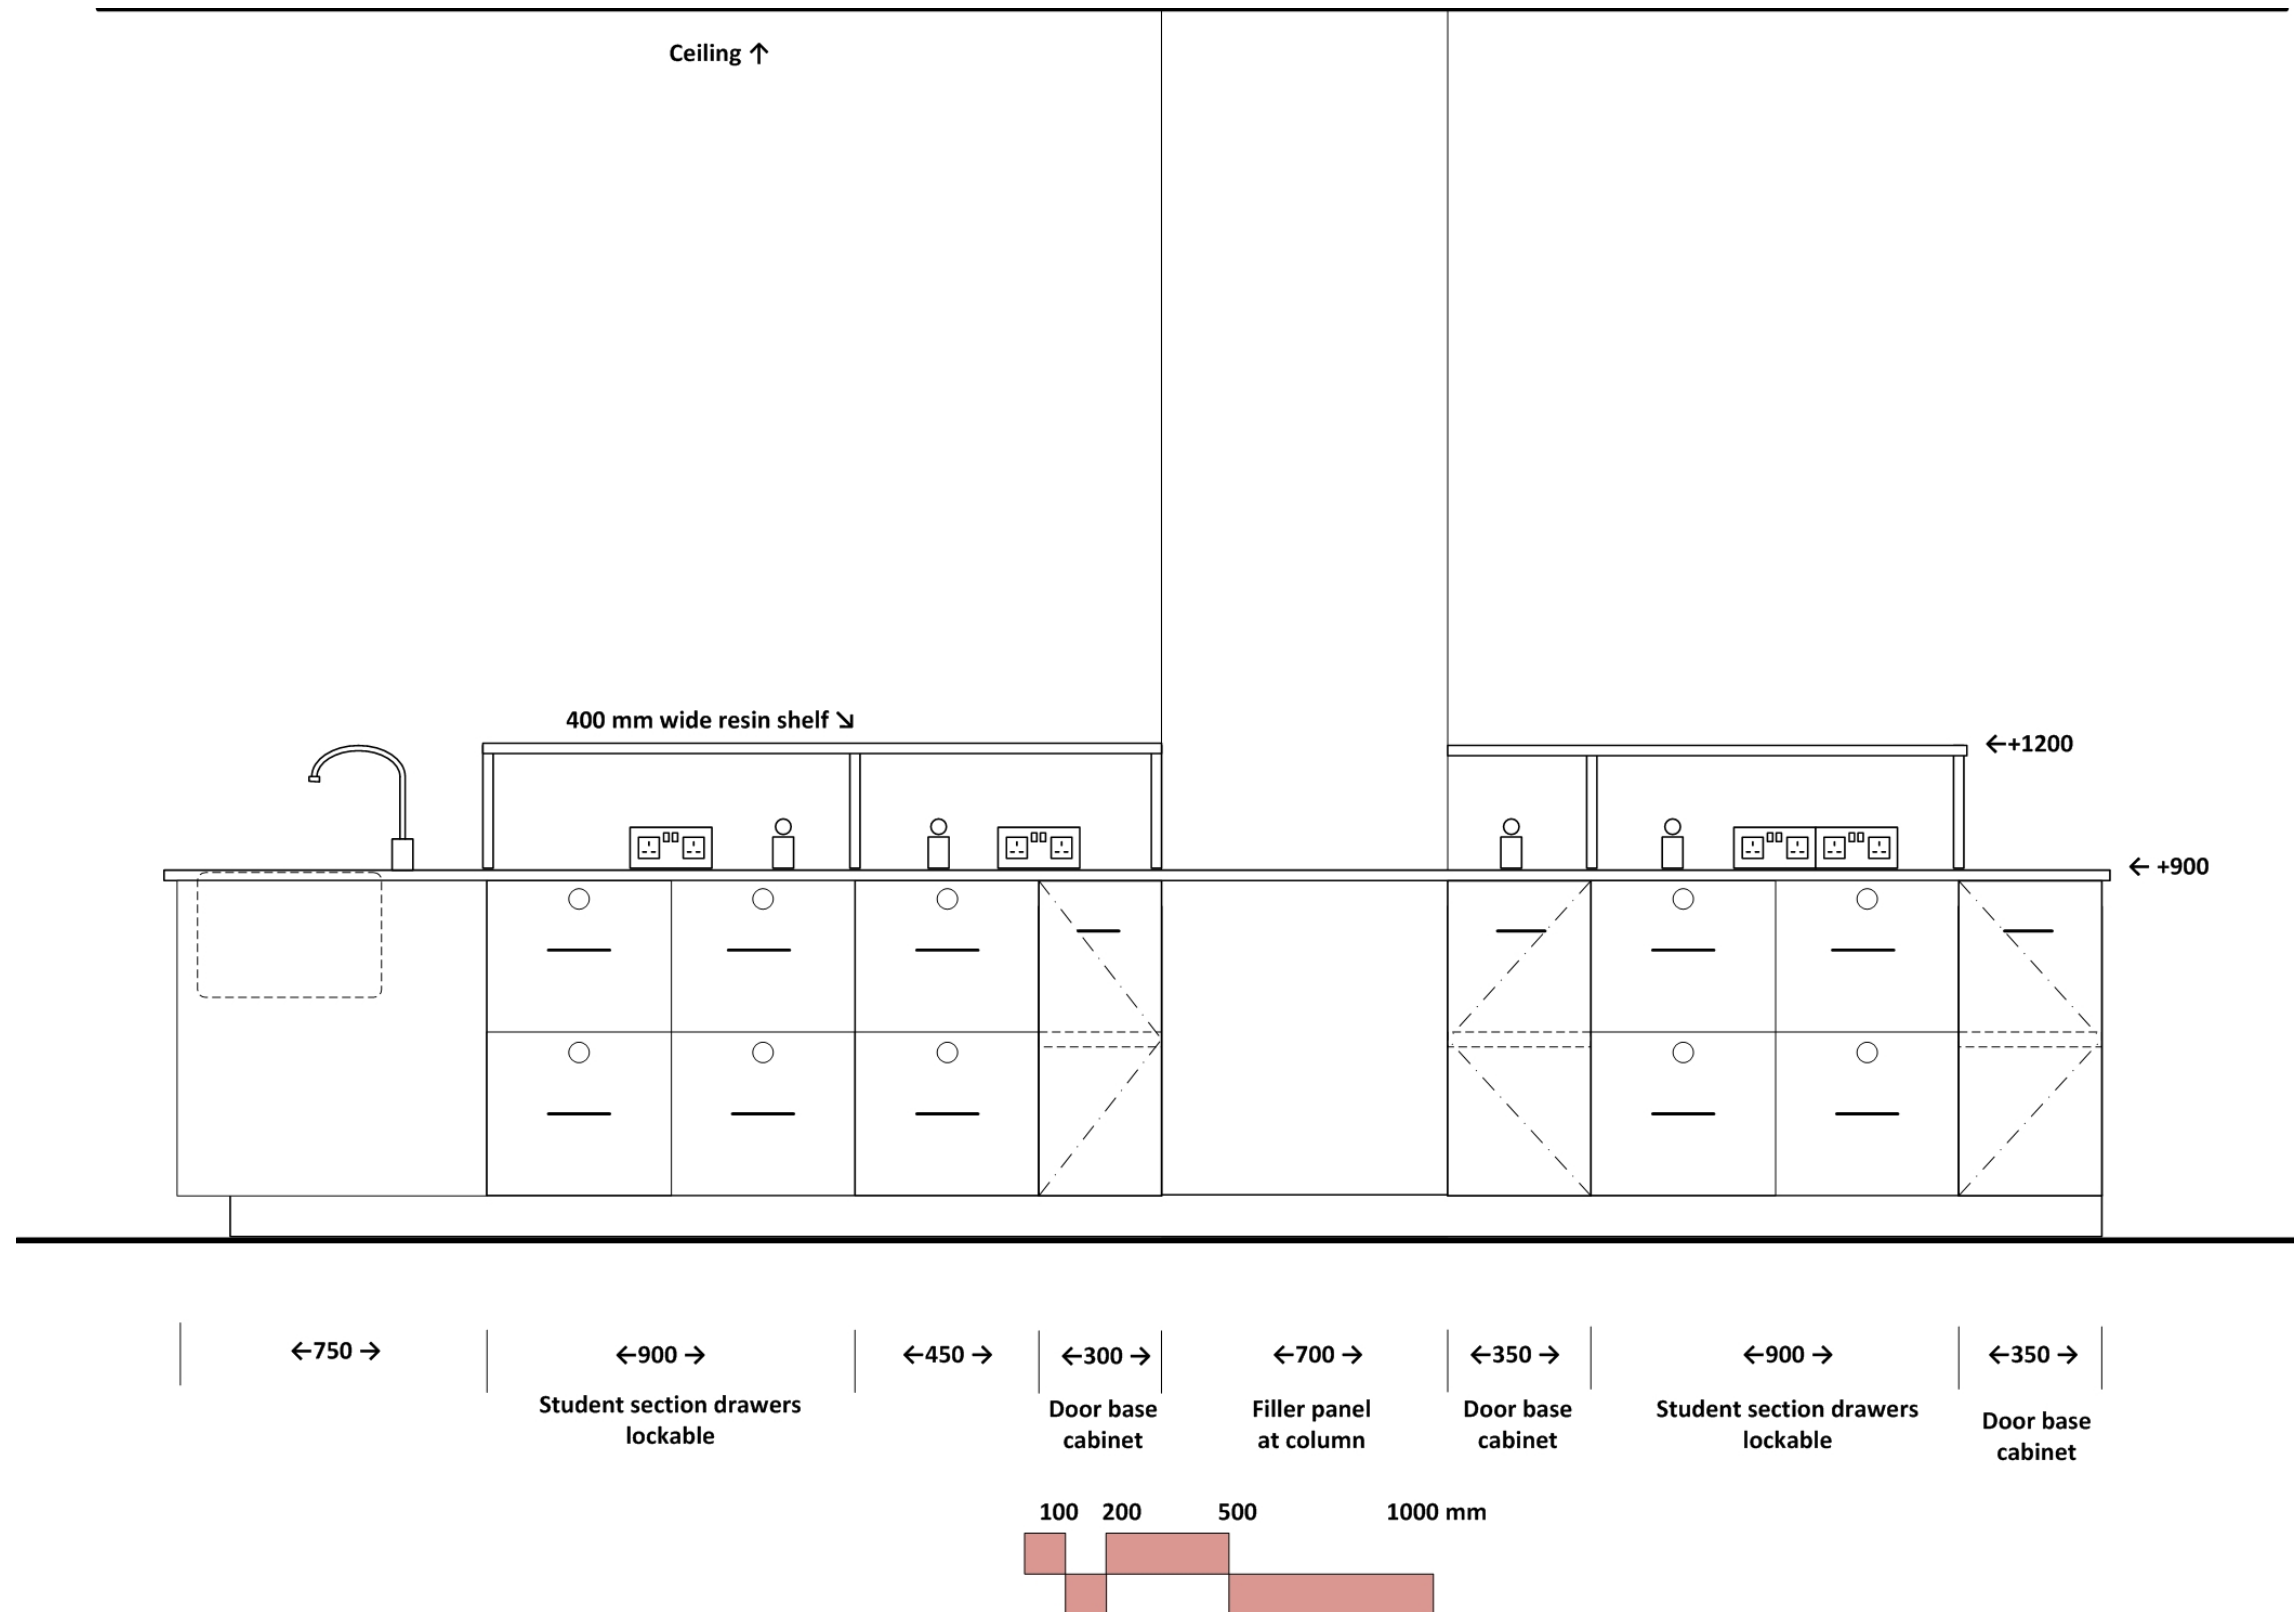 Ceiling ↑
400 mm wide resin shelf ↘
←+1200
← +900
←750 →
←900 →
←450 →
←300 →
←700 →
←350 →
←900 →
←350 →
Student section drawers
lockable
Door base
cabinet
Filler panel
at column
Door base
cabinet
Student section drawers
lockable
Door base
cabinet
100 200 500 1000 mm